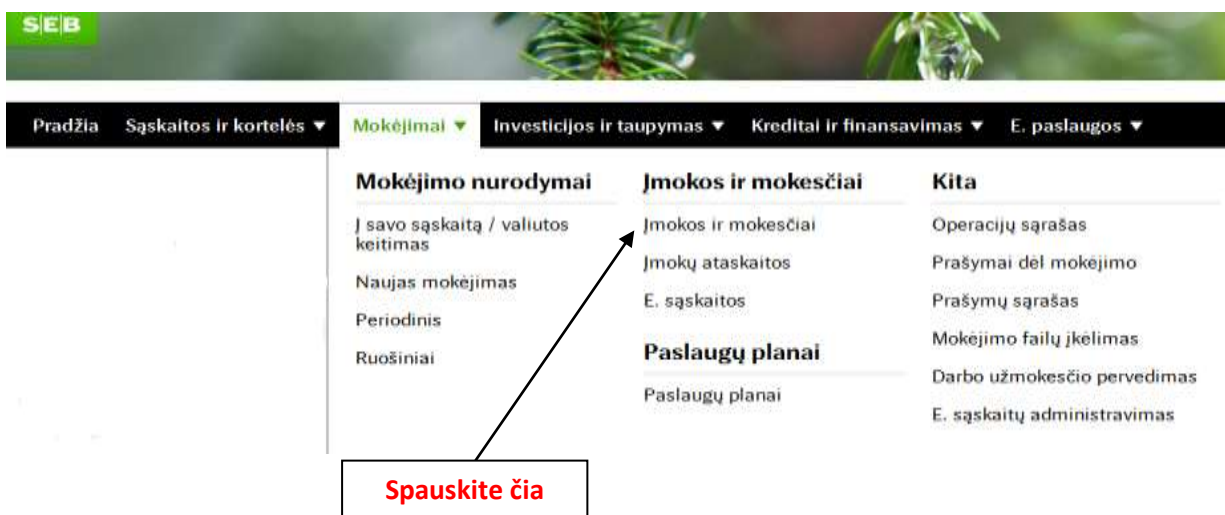 S|E|B
Pradžia Sąskaitos ir kortelės ▼ Mokėjimai ▼ Investicijos ir taupymas ▼ Kreditai ir finansavimas ▼ E. paslaugos ▼
Mokėjimo nurodymai
Į savo sąskaitą / valiutos
keitimas
Naujas mokėjimas
Periodinis
Ruošiniai
Įmokos ir mokesčiai
Įmokos ir mokesčiai
Įmokų ataskaitos
E. sąskaitos
Paslaugų planai
Paslaugų planai
Kita
Operacijų sąrašas
Prašymai dėl mokėjimo
Prašymų sąrašas
Mokėjimo failų įkėlimas
Darbo užmokesčio pervedimas
E. sąskaitų administravimas
Spauskite čia